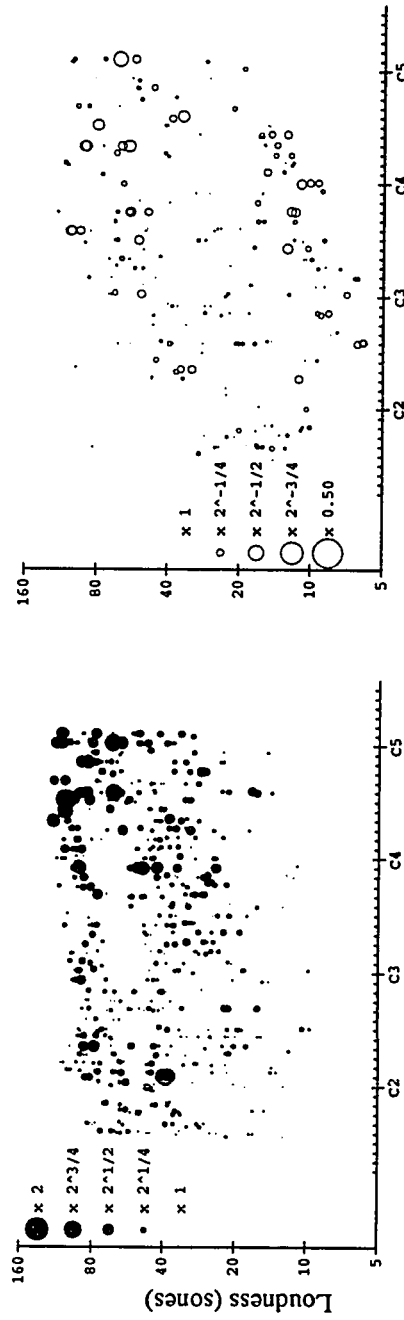 160
80
40
20
10
5
Loudness (sones)
x 2
x 2^3/4
x 2^1/2
x 2^1/4
x 1
C2
C3
C4
C5
160
80
40
20
10
5
x 1
x 2^-1/4
x 2^-1/2
x 2^-3/4
x 0.50
C2
C3
C4
C5